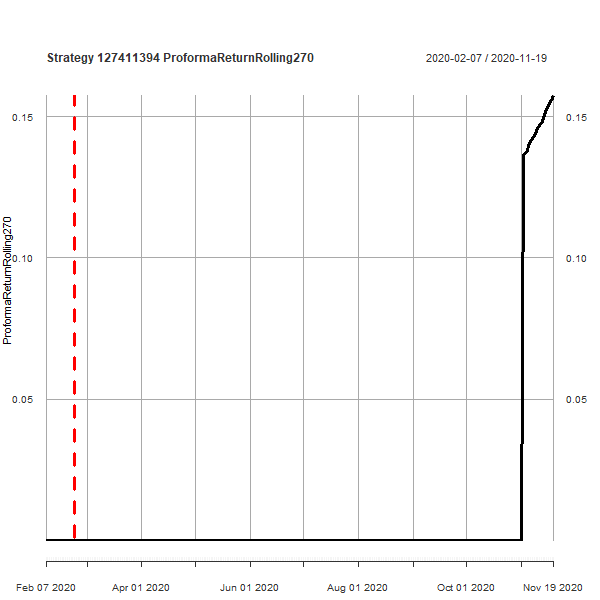 Strategy 127411394 ProformaReturnRolling270
2020-02-07 / 2020-11-19
0.15
0.15
0.10
0.10
0.05
0.05
ProformaReturnRolling270
Feb 07 2020
Apr 01 2020
Jun 01 2020
Aug 01 2020
Oct 01 2020
Nov 19 2020